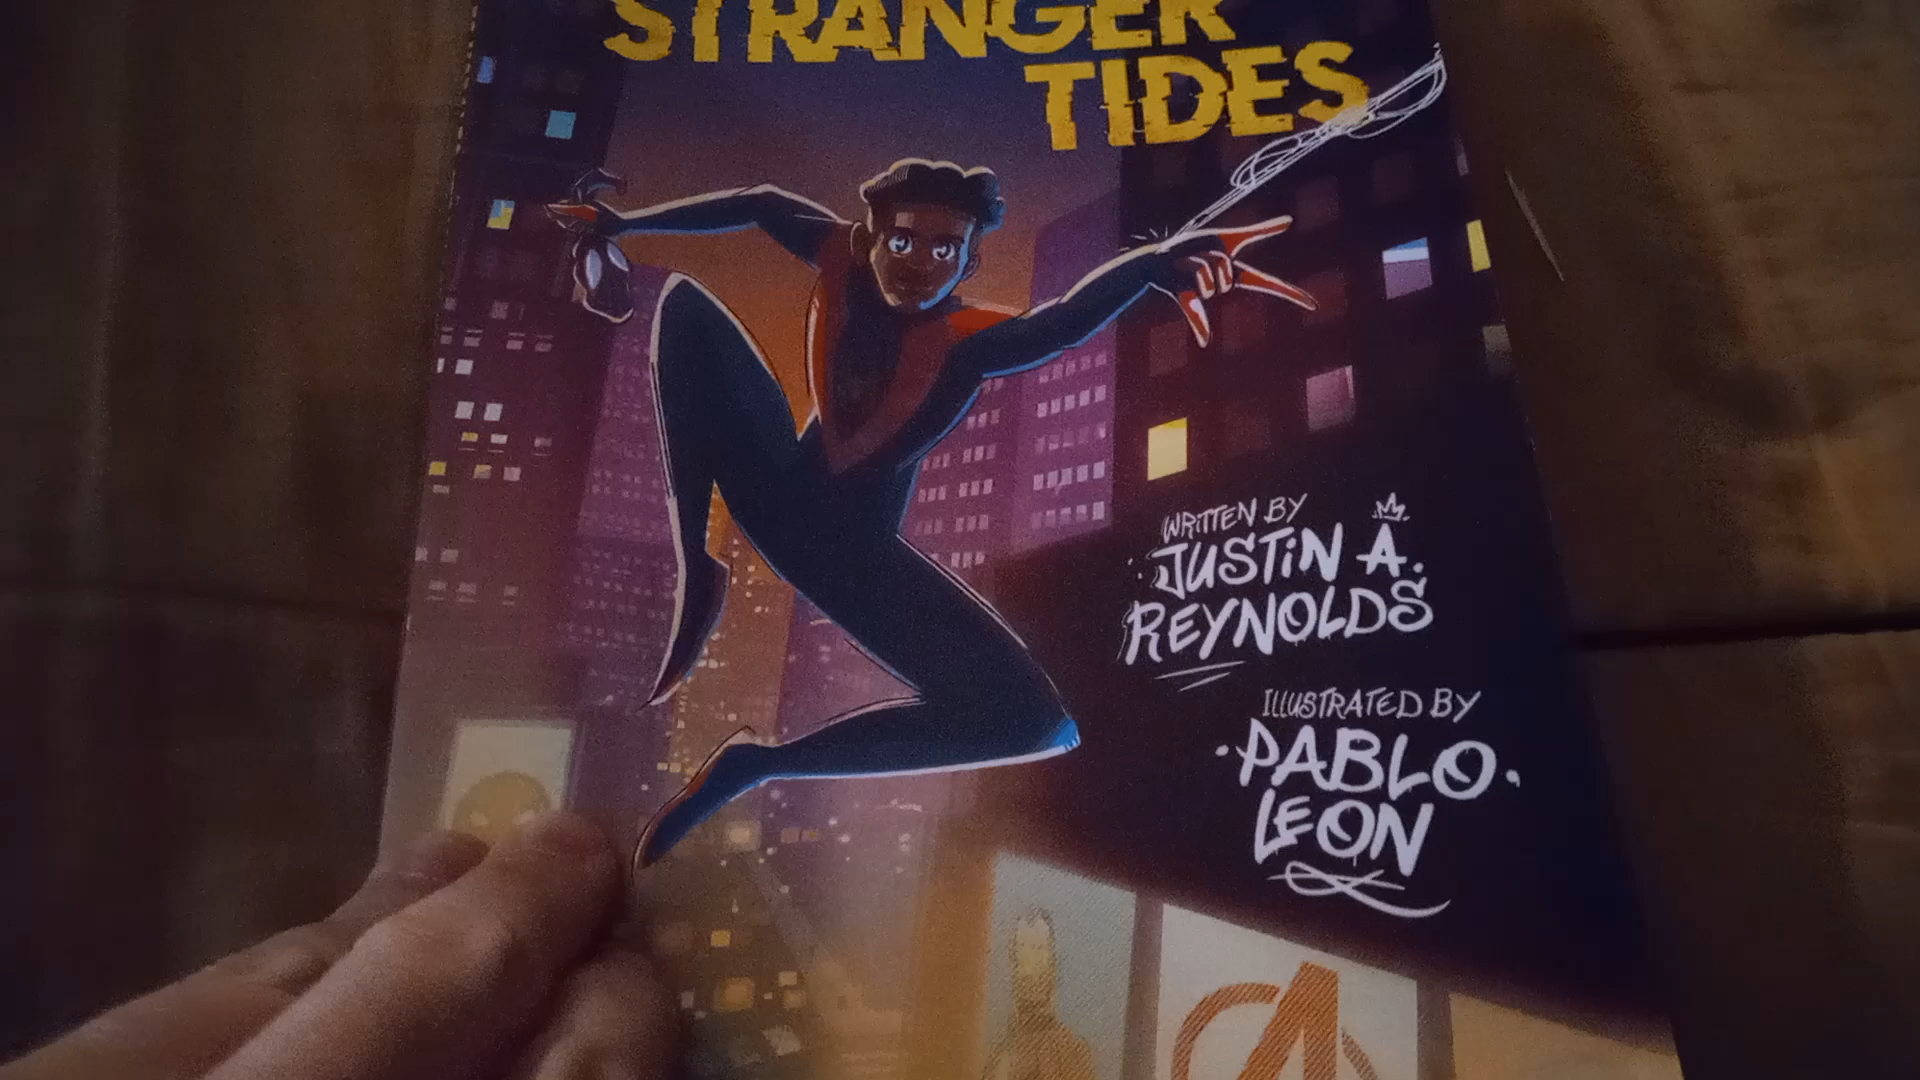 STRANGER
TIDES
WRITTEN BY
JUSTIN A.
REYNOLDS
ILLUSTRATED BY
PABLO
LEON